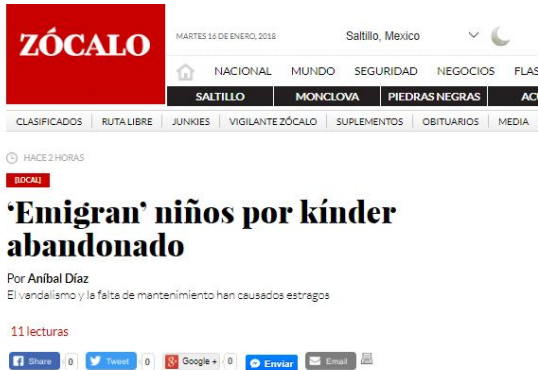 ZÓCALO
MARTES 16 DE ENERO, 2018
Saltillo, Mexico
NACIONAL MUNDO SEGURIDAD NEGOCIOS FLAS
SALTILLO MONCLOVA PIEDRAS NEGRAS AC
CLASIFICADOS RUTA LIBRE JUNKIES VIGILANTE ZÓCALO SUPLEMENTOS OBITUARIOS MEDIA
HACE 2 HORAS
[LOCAL]
‘Emigran’ niños por kínder
abandonado
Por Aníbal Díaz
El vandalismo y la falta de mantenimiento han causados estragos
11 lecturas
Share 0 Tweet 0 Google + 0 Enviar Email